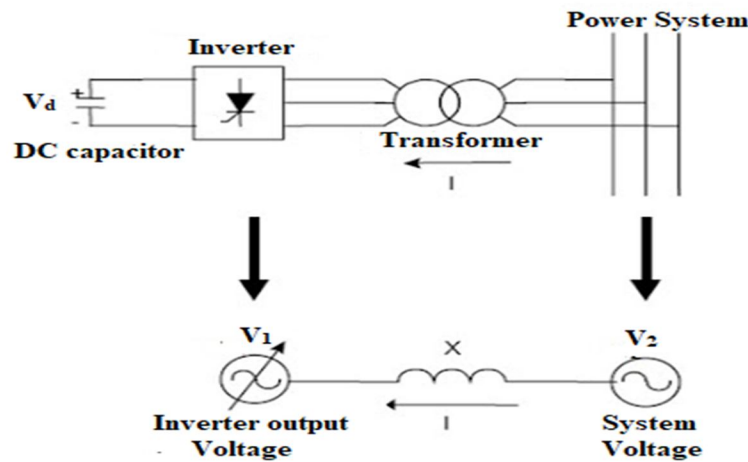 Power System
Inverter
Vd
+
-
DC capacitor
Transformer
I
V1
V2
X
I
Inverter output
Voltage
System
Voltage